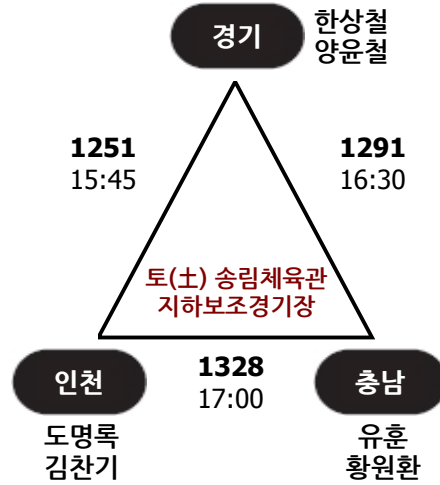 경기
한상철
양윤철
1251
15:45
1291
16:30
토(土) 송림체육관
지하보조경기장
인천
1328
17:00
충남
도명록
김찬기
유훈
황원환